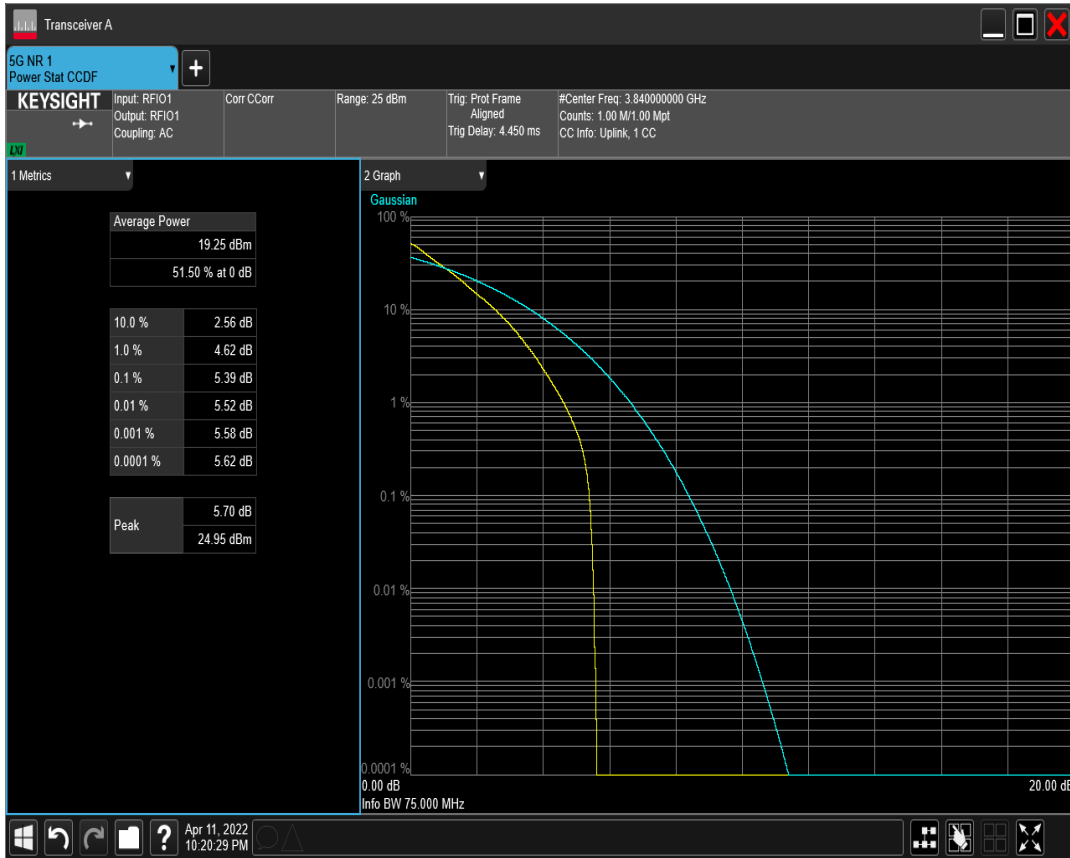 Transceiver A
5G NR 1
Power Stat CCDF
KEYSIGHT
LXI
Input: RFIO1
Output: RFIO1
Coupling: AC
Corr CCorr
Range: 25 dBm
Trig: Prot Frame
Aligned
Trig Delay: 4.450 ms
#Center Freq: 3.840000000 GHz
Counts: 1.00 M/1.00 Mpt
CC Info: Uplink, 1 CC
1 Metrics
Average Power
19.25 dBm
51.50 % at 0 dB
10.0 % 2.56 dB
1.0 % 4.62 dB
0.1 % 5.39 dB
0.01 % 5.52 dB
0.001 % 5.58 dB
0.0001 % 5.62 dB
Peak
5.70 dB
24.95 dBm
2 Graph
Gaussian
100 %
10 %
1 %
0.1 %
0.01 %
0.001 %
0.0001 %
0.00 dB 20.00 dB
Info BW 75.000 MHz
?
Apr 11, 2022
10:20:29 PM